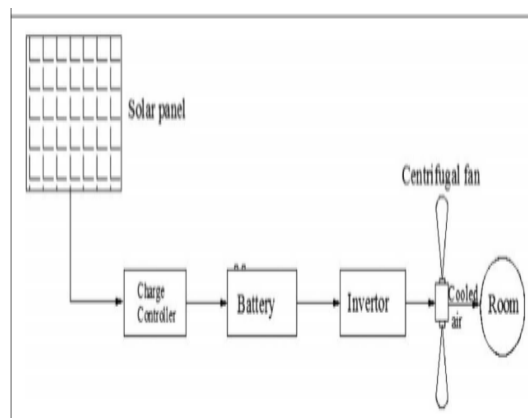 Solar panel
Centrifugal fan
Charge
Controller
Battery
Invertor
Cooled
air
Room